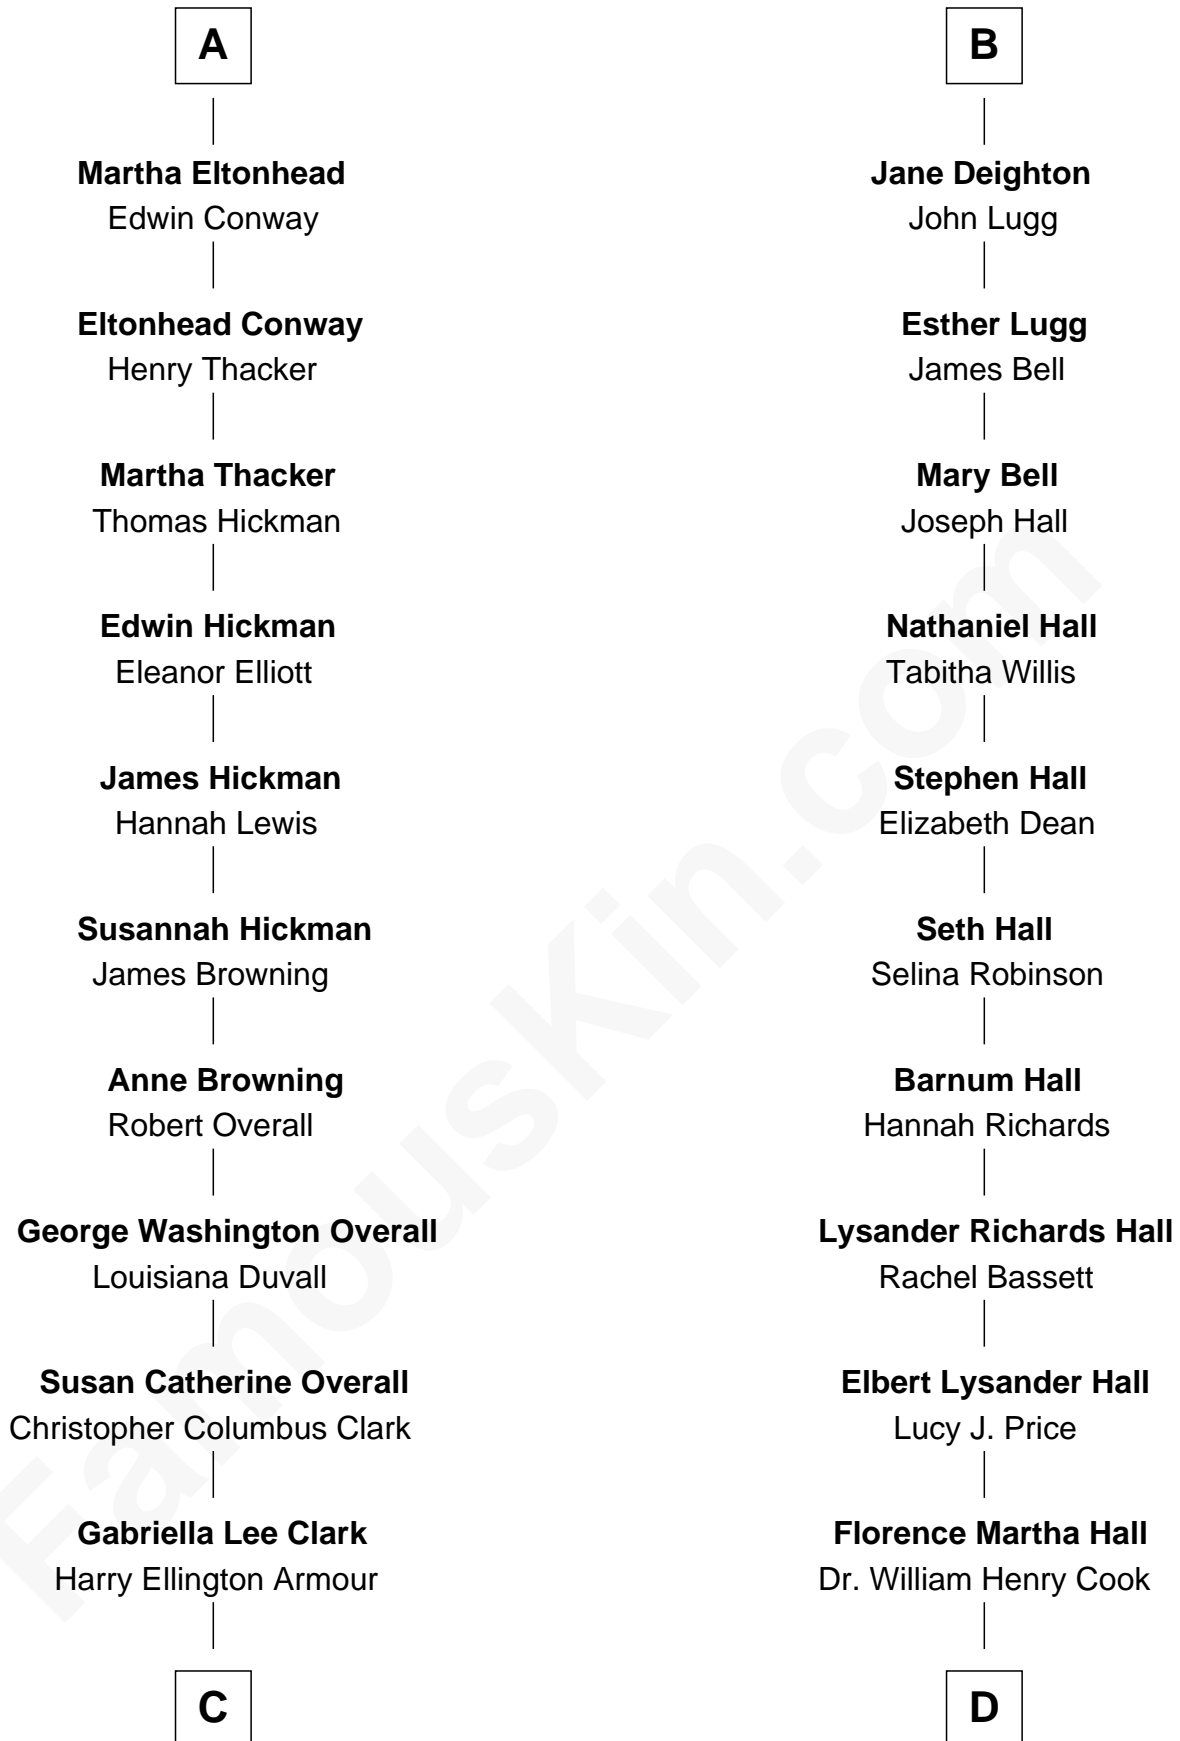 A
Martha Eltonhead
Edwin Conway
Eltonhead Conway
Henry Thacker
Martha Thacker
Thomas Hickman
Edwin Hickman
Eleanor Elliott
James Hickman
Hannah Lewis
Susannah Hickman
James Browning
Anne Browning
Robert Overall
George Washington Overall
Louisiana Duvall
Susan Catherine Overall
Christopher Columbus Clark
Gabriella Lee Clark
Harry Ellington Armour
C
B
Jane Deighton
John Lugg
Esther Lugg
James Bell
Mary Bell
Joseph Hall
Nathaniel Hall
Tabitha Willis
Stephen Hall
Elizabeth Dean
Seth Hall
Selina Robinson
Barnum Hall
Hannah Richards
Lysander Richards Hall
Rachel Bassett
Elbert Lysander Hall
Lucy J. Price
Florence Martha Hall
Dr. William Henry Cook
D
FamousKin.com